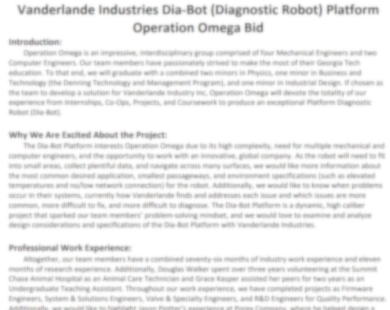 Vanderlande Industries Dia-Bot (Diagnostic Robot) Platform
Operation Omega Bid
Introduction:
Operation Omega is an impressive, interdisciplinary group comprised of four Mechanical Engineers and two
Computer Engineers. Our team members have passionately strived to make the most of their Georgia Tech
education. To that end, we will graduate with a combined two minors in Physics, one minor in Business and
Technology (the Denning Technology and Management Program), and one minor in Industrial Design. If chosen as
the team to develop a solution for Vanderlande Industry Inc, Operation Omega will devote the totality of our
experience from Internships, Co-Ops, Projects, and Coursework to produce an exceptional Platform Diagnostic
Robot (Dia-Bot).
Why We Are Excited About the Project:
The Dia-Bot Platform interests Operation Omega due to its high complexity, need for multiple mechanical and
computer engineers, and the opportunity to work with an innovative, global company. As the robot will need to fit
into small areas, collect plentiful data, and navigate across many surfaces, we would like more information about
the most common desired application, smallest passageways, and environment specifications (such as elevated
temperatures and no/low network connection) for the robot. Additionally, we would like to know when problems
occur in their systems, currently how Vanderlande finds and addresses each issue and which issues are more
common, more difficult to fix, and more difficult to diagnose. The Dia-Bot Platform is a dynamic, high caliber
project that sparked our team members' problem-solving mindset, and we would love to examine and analyze
design considerations and specifications of the Dia-Bot Platform with Vanderlande Industries.
Professional Work Experience:
Altogether, our team members have a combined seventy-six months of industry work experience and eleven
months of research experience. Additionally, Douglas Walker spent over three years volunteering at the Summit
Chase Animal Hospital as an Animal Care Technician and Grace Kasper assisted her peers for two years as an
Undergraduate Teaching Assistant. Throughout our work experience, we have completed projects as Firmware
Engineers, System & Solutions Engineers, Valve & Specialty Engineers, and R&D Engineers for Quality Performance.
Additionally, we would like to highlight Jason Potter's experience at Porex Company, where he helped design a